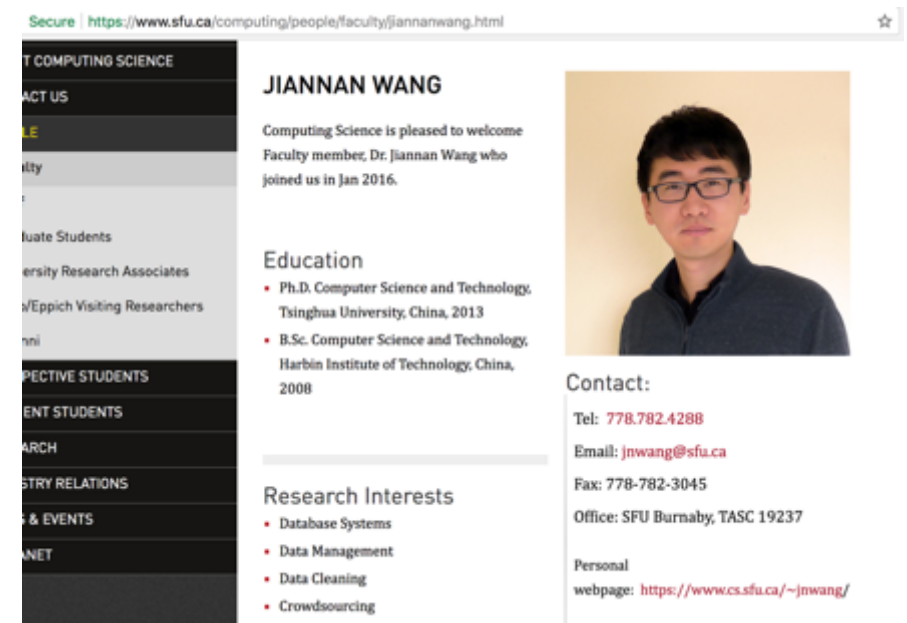 Secure https://www.sfu.ca/computing/people/faculty/jiannanwang.html
T COMPUTING SCIENCE
ACT US
LE
lty
uate Students
ersity Research Associates
/Eppich Visiting Researchers
nni
PECTIVE STUDENTS
ENT STUDENTS
ARCH
STRY RELATIONS
& EVENTS
ANET
JIANNAN WANG
Computing Science is pleased to welcome
Faculty member, Dr. Jiannan Wang who
joined us in Jan 2016.
Education
• Ph.D. Computer Science and Technology,
Tsinghua University, China, 2013
• B.Sc. Computer Science and Technology,
Harbin Institute of Technology, China,
2008
Research Interests
• Database Systems
• Data Management
• Data Cleaning
• Crowdsourcing
Contact:
Tel: 778.782.4288
Email: jnwang@sfu.ca
Fax: 778-782-3045
Office: SFU Burnaby, TASC 19237
Personal
webpage: https://www.cs.sfu.ca/~jnwang/